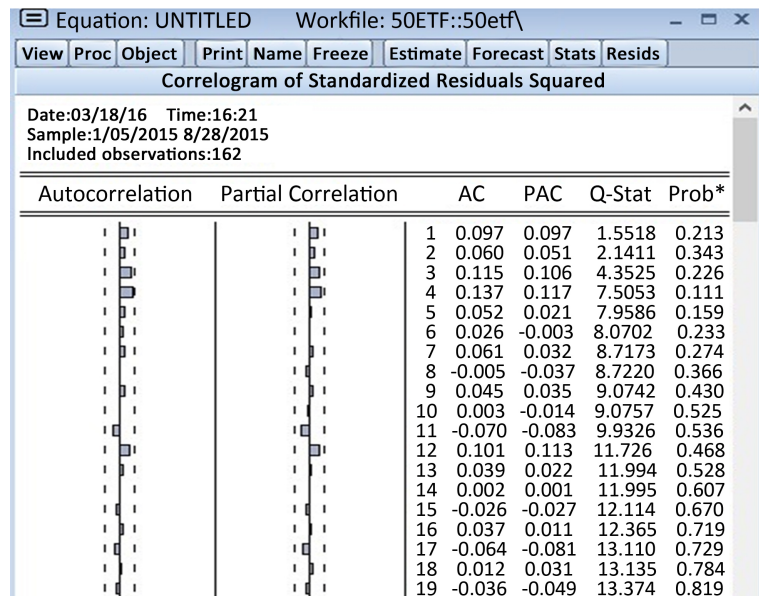 Equation: UNTITLED Workfile: 50ETF::50etf\
View Proc Object Print Name Freeze Estimate Forecast Stats Resids
Correlogram of Standardized Residuals Squared
Date:03/18/16 Time:16:21
Sample:1/05/2015 8/28/2015
Included observations:162
Autocorrelation Partial Correlation AC PAC Q-Stat Prob*
1 0.097 0.097 1.5518 0.213
2 0.060 0.051 2.1411 0.343
3 0.115 0.106 4.3525 0.226
4 0.137 0.117 7.5053 0.111
5 0.052 0.021 7.9586 0.159
6 0.026 -0.003 8.0702 0.233
7 0.061 0.032 8.7173 0.274
8 -0.005 -0.037 8.7220 0.366
9 0.045 0.035 9.0742 0.430
10 0.003 -0.014 9.0757 0.525
11 -0.070 -0.083 9.9326 0.536
12 0.101 0.113 11.726 0.468
13 0.039 0.022 11.994 0.528
14 0.002 0.001 11.995 0.607
15 -0.026 -0.027 12.114 0.670
16 0.037 0.011 12.365 0.719
17 -0.064 -0.081 13.110 0.729
18 0.012 0.031 13.135 0.784
19 -0.036 -0.049 13.374 0.819